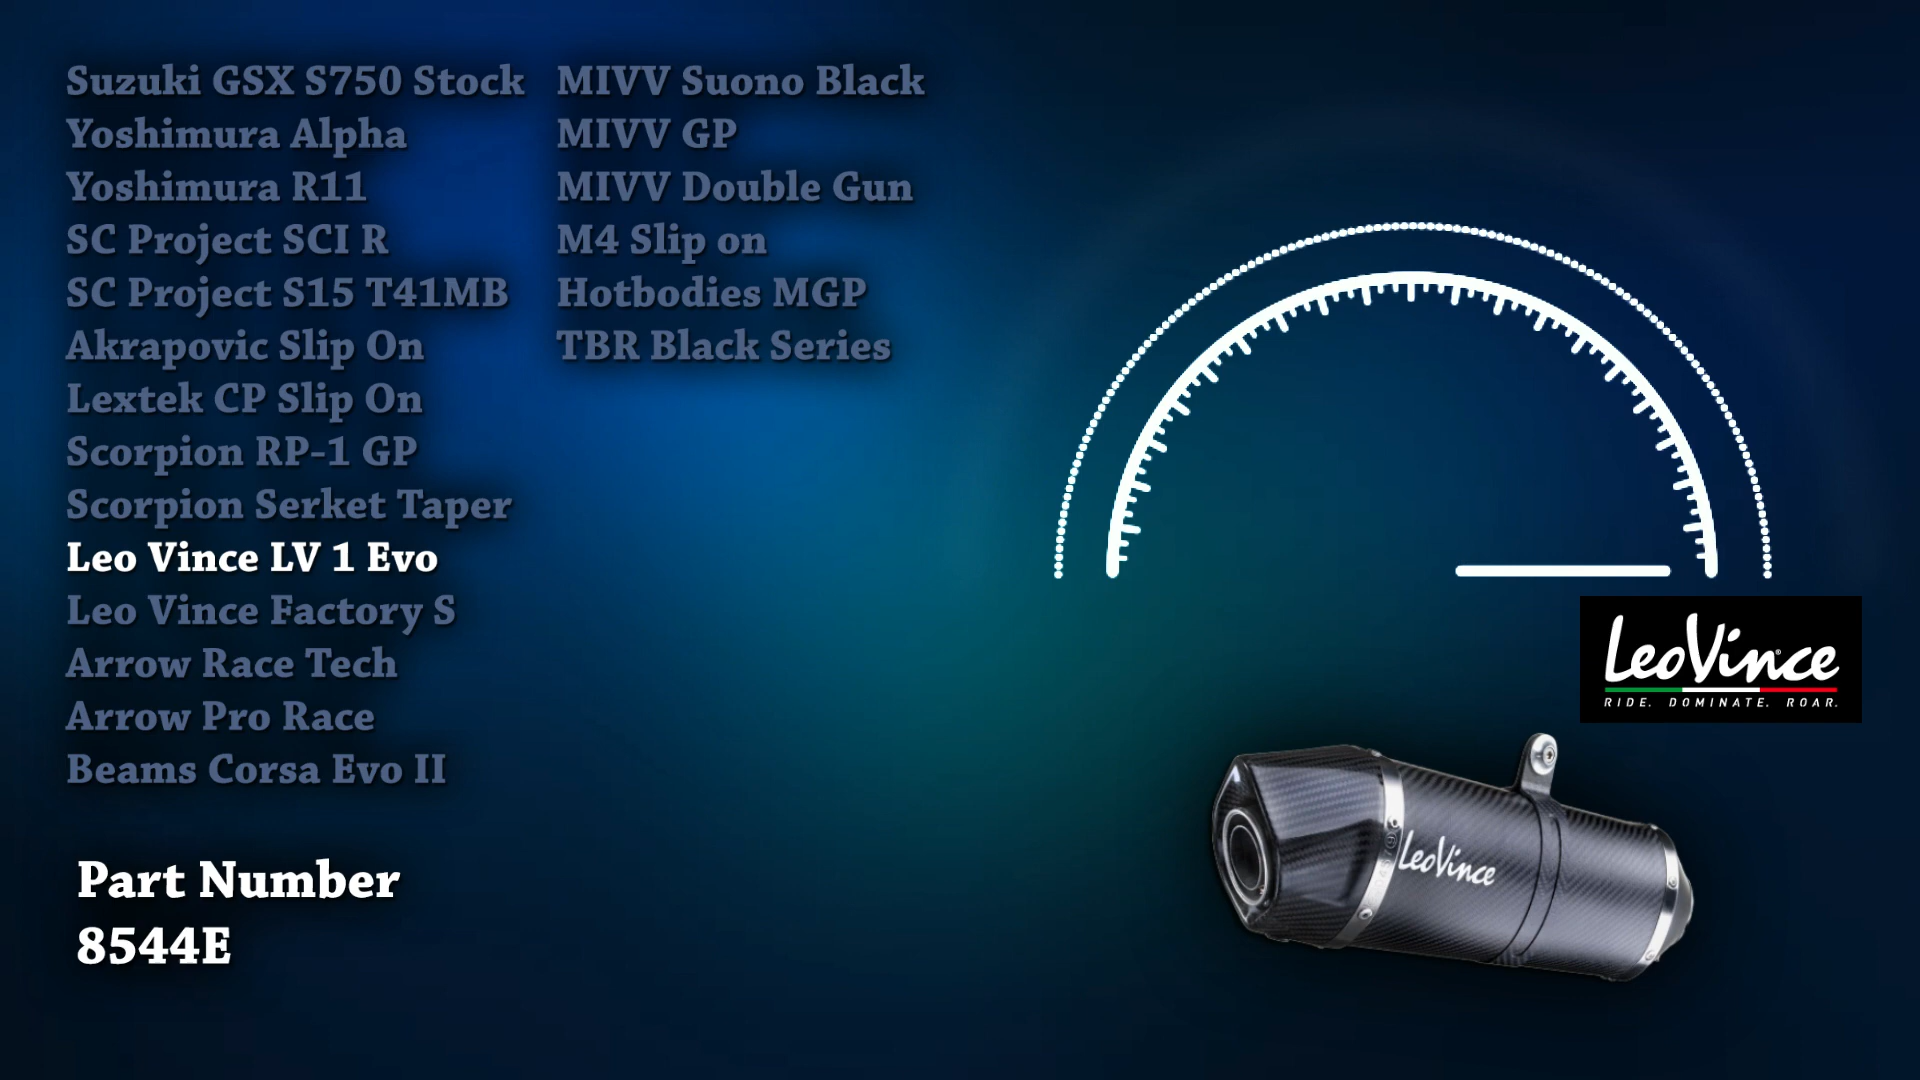 Suzuki GSX S750 Stock
Yoshimura Alpha
Yoshimura R11
SC Project SCI R
SC Project S15 T41MB
Akrapovic Slip On
Lextek CP Slip On
Scorpion RP-1 GP
Scorpion Serket Taper
Leo Vince LV 1 Evo
Leo Vince Factory S
Arrow Race Tech
Arrow Pro Race
Beams Corsa Evo II
MIVV Suono Black
MIVV GP
MIVV Double Gun
M4 Slip on
Hotbodies MGP
TBR Black Series
Part Number
8544E
LeoVince®
RIDE. DOMINATE. ROAR.
LeoVince